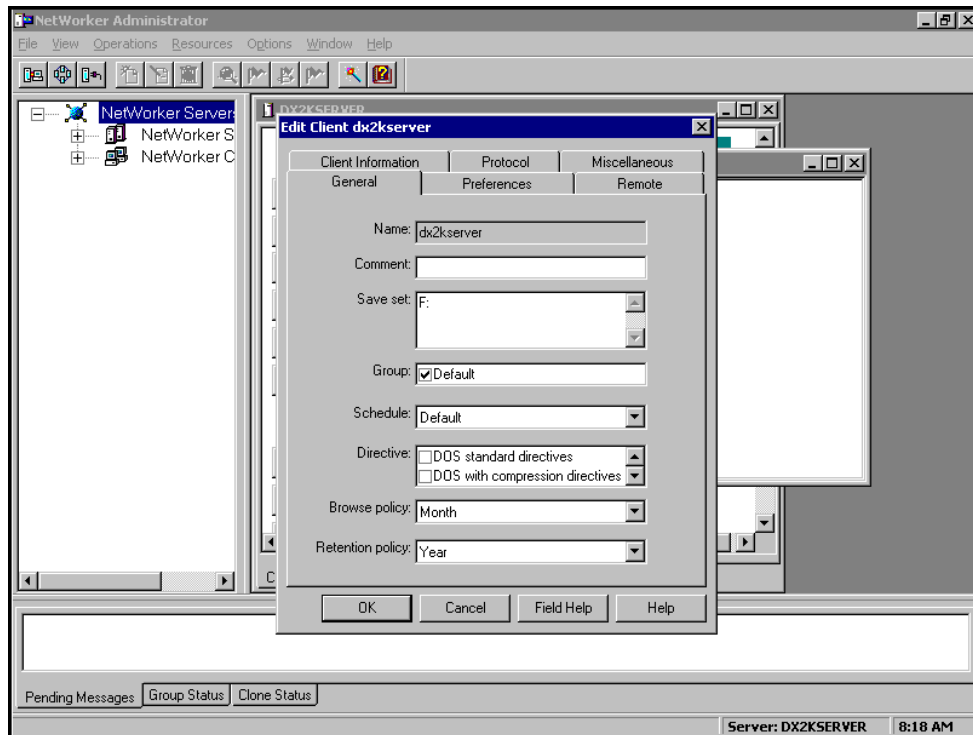 NetWorker Administrator
File View Operations Resources Options Window Help
NetWorker Servers
NetWorker S
NetWorker C
DX2KSERVER
Edit Client dx2kserver
Client Information Protocol Miscellaneous
General Preferences Remote
Name: dx2kserver
Comment:
Save set: F:
Group: Default
Schedule: Default
Directive: DOS standard directives
DOS with compression directives
Browse policy: Month
Retention policy: Year
C
OK Cancel Field Help Help
Pending Messages Group Status Clone Status
Server: DX2KSERVER 8:18 AM